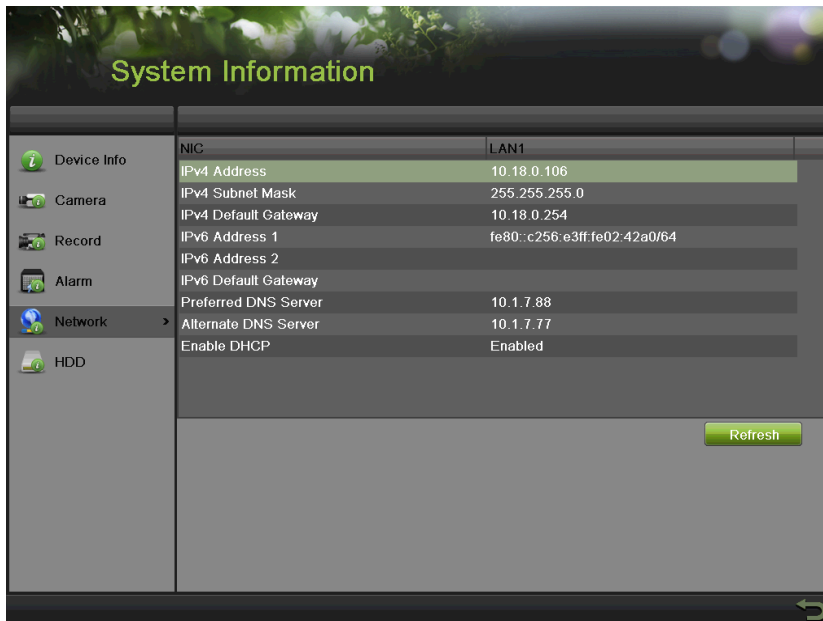 System Information
Device Info
Camera
Record
Alarm
Network
HDD
NIC LAN1
IPv4 Address 10.18.0.106
IPv4 Subnet Mask 255.255.255.0
IPv4 Default Gateway 10.18.0.254
IPv6 Address 1 fe80::c256:e3ff:fe02:42a0/64
IPv6 Address 2
IPv6 Default Gateway
Preferred DNS Server 10.1.7.88
Alternate DNS Server 10.1.7.77
Enable DHCP Enabled
Refresh